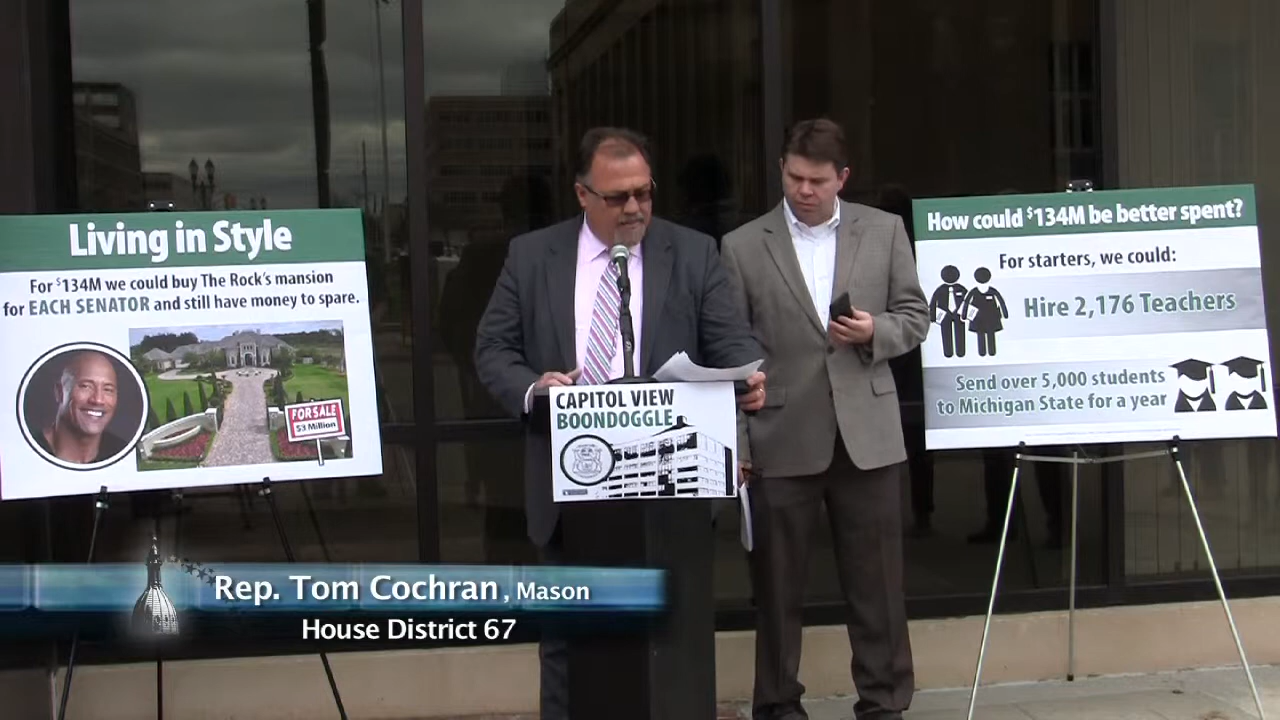 Living in Style
For $134M we could buy The Rock's mansion
for EACH SENATOR and still have money to spare.
FOR SALE
$3 Million
CAPITOL VIEW
BOONDOGGLE
How could $134M be better spent?
For starters, we could:
Hire 2,176 Teachers
Send over 5,000 students
to Michigan State for a year
Rep. Tom Cochran, Mason
House District 67